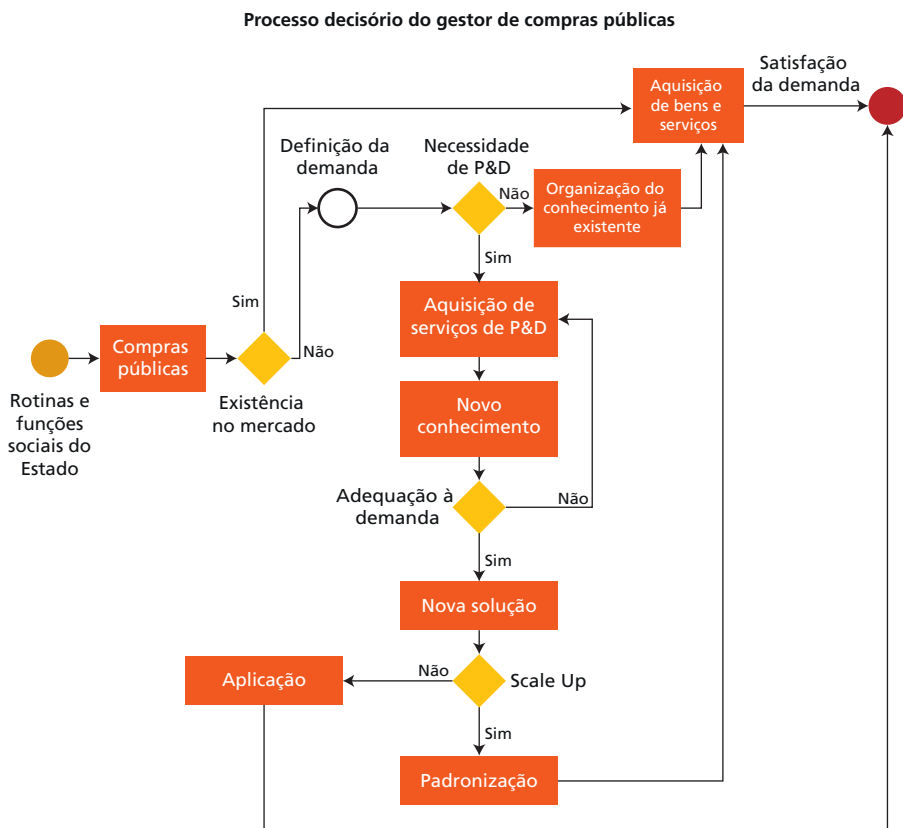 Processo decisório do gestor de compras públicas
Satisfação
da demanda
Aquisição
de bens e
serviços
Definição da
demanda
Necessidade
de P&D
Não
Organização do
conhecimento já
existente
Sim
Sim
Aquisição de
serviços de P&D
Compras
públicas
Não
Existência
no mercado
Rotinas e
funções
sociais do
Estado
Novo
conhecimento
Adequação à
demanda
Não
Sim
Nova solução
Não
Scale Up
Aplicação
Sim
Padronização